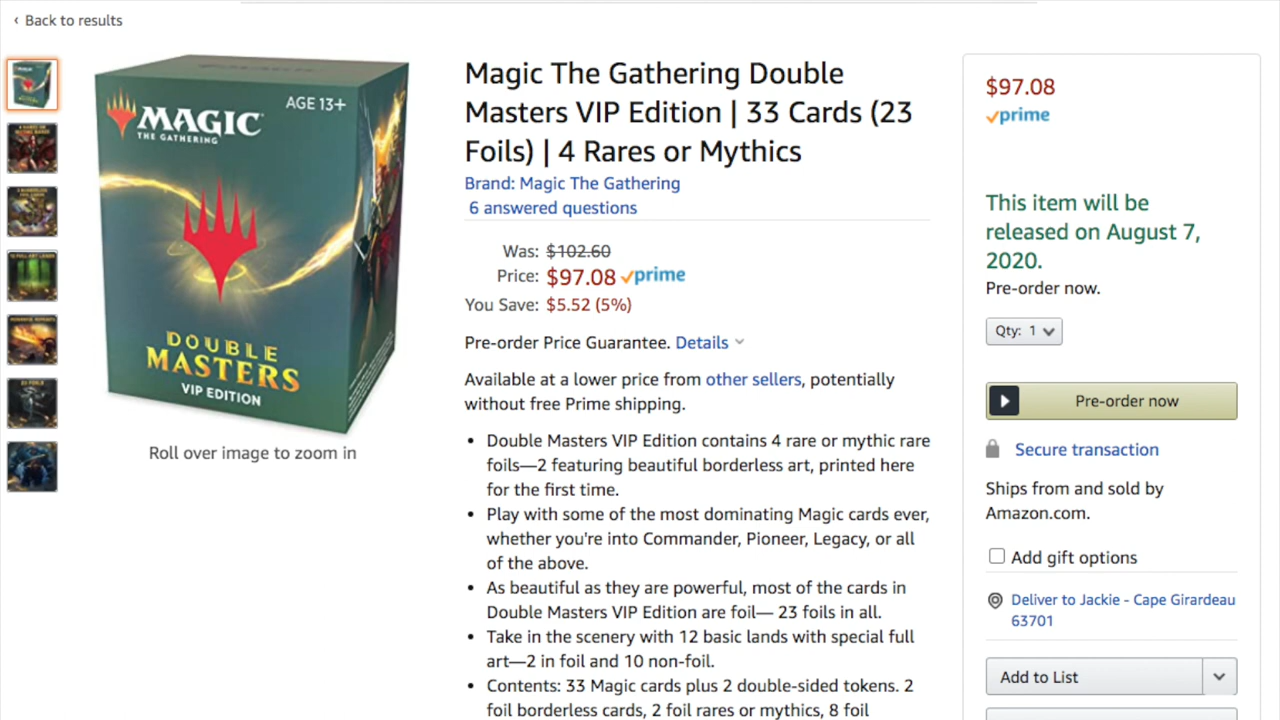 ‹ Back to results
AGE 13+
MAGIC
THE GATHERING
DOUBLE
MASTERS
VIP EDITION
Roll over image to zoom in
Magic The Gathering Double
Masters VIP Edition | 33 Cards (23
Foils) | 4 Rares or Mythics
Brand: Magic The Gathering
6 answered questions
Was: $102.60
Price: $97.08 prime
You Save: $5.52 (5%)
Pre-order Price Guarantee. Details
Available at a lower price from other sellers, potentially
without free Prime shipping.
• Double Masters VIP Edition contains 4 rare or mythic rare
foils—2 featuring beautiful borderless art, printed here
for the first time.
• Play with some of the most dominating Magic cards ever,
whether you're into Commander, Pioneer, Legacy, or all
of the above.
• As beautiful as they are powerful, most of the cards in
Double Masters VIP Edition are foil— 23 foils in all.
• Take in the scenery with 12 basic lands with special full
art—2 in foil and 10 non-foil.
• Contents: 33 Magic cards plus 2 double-sided tokens. 2
foil borderless cards, 2 foil rares or mythics, 8 foil
$97.08
prime
This item will be
released on August 7,
2020.
Pre-order now.
Qty: 1
Pre-order now
Secure transaction
Ships from and sold by
Amazon.com.
Add gift options
Deliver to Jackie - Cape Girardeau
63701
Add to List